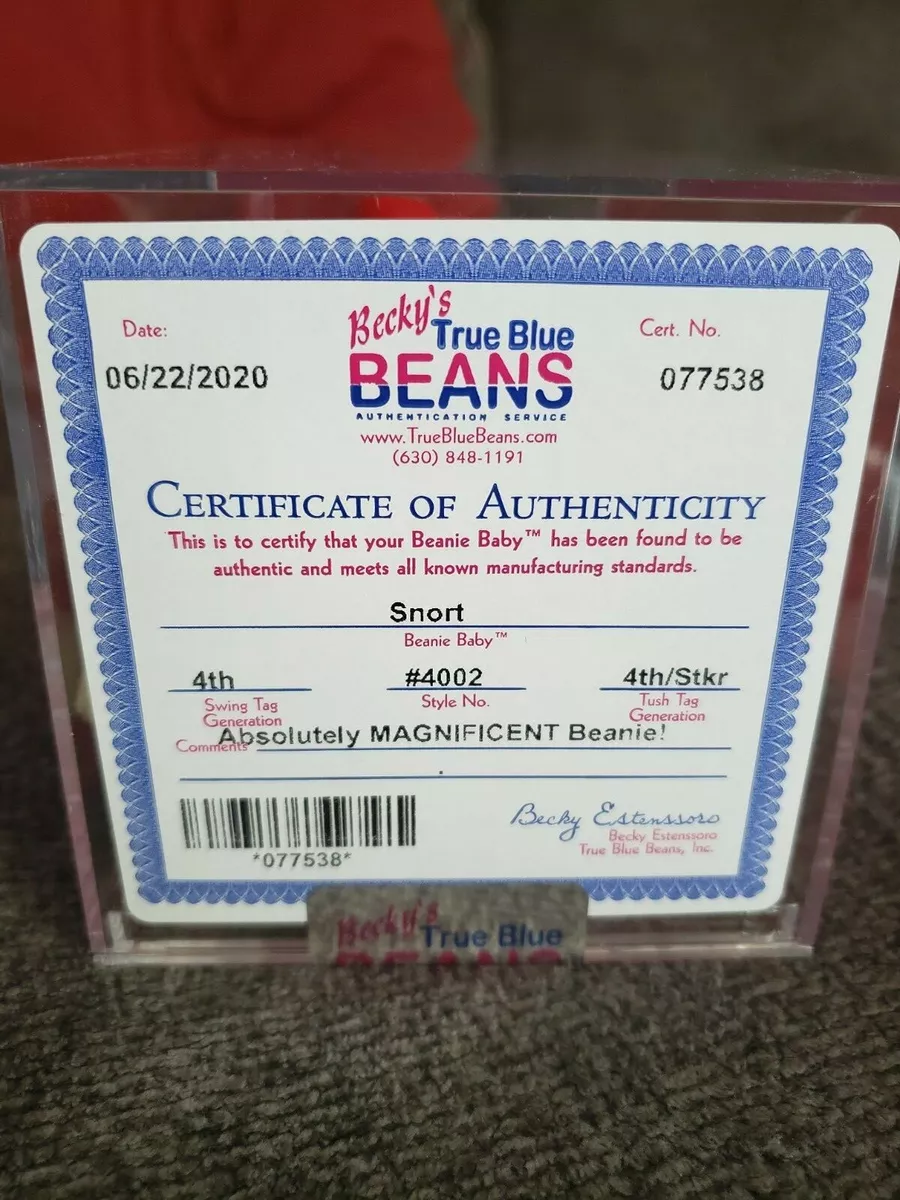 Date:
06/22/2020
Becky's
True Blue
BEANS
AUTHENTICATION SERVICE
www.TrueBlueBeans.com
(630) 848-1191
Cert. No.
077538
CERTIFICATE OF AUTHENTICITY
This is to certify that your Beanie Baby™ has been found to be
authentic and meets all known manufacturing standards.
Snort
Beanie Baby™
4th
Swing Tag
Generation
#4002
Style No.
4th/Stkr
Tush Tag
Generation
Comments Absolutely MAGNIFICENT Beanie!
*077538*
Becky Estenssoro
Becky Estenssoro
True Blue Beans, Inc.
Becky's
True Blue
BEANS